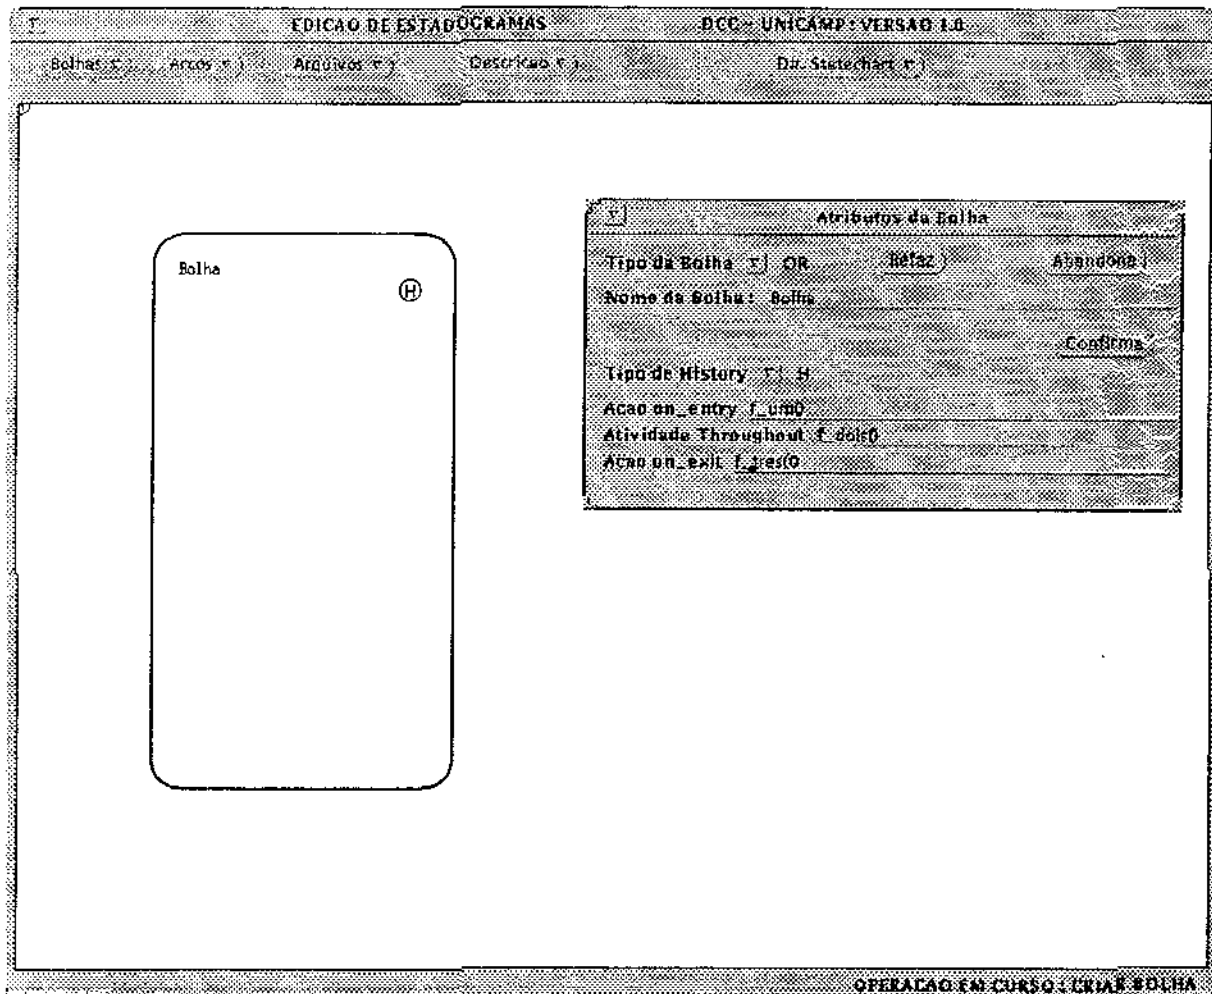 EDICAO DE ESTADOGRAMAS DCC - UNICAMP : VERSAO 1.0
Bolhas Arcos Arquivos Descricao Dir. Statechart
Atributos da Bolha
Tipo da Bolha OR Refaz Abandona
Nome da Bolha : Bolha
Confirma
Tipo de History H
Acao on_entry f_um()
Atividade Throughout f_dois()
Acao on_exit f_tres()
Bolha
H
OPERACAO EM CURSO : CRIAR BOLHA